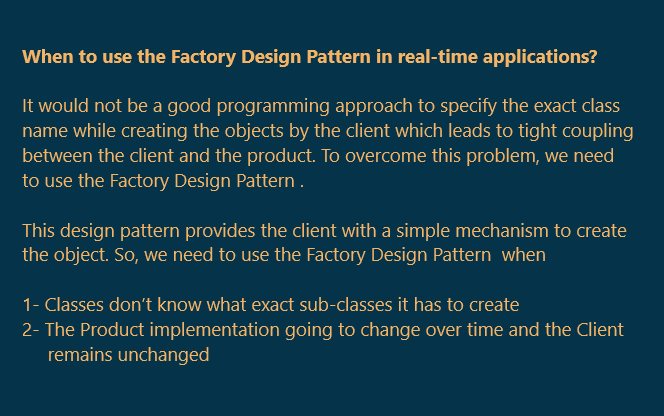 When to use the Factory Design Pattern in real-time applications?
It would not be a good programming approach to specify the exact class
name while creating the objects by the client which leads to tight coupling
between the client and the product. To overcome this problem, we need
to use the Factory Design Pattern .
This design pattern provides the client with a simple mechanism to create
the object. So, we need to use the Factory Design Pattern  when
1- Classes don’t know what exact sub-classes it has to create
2- The Product implementation going to change over time and the Client
remains unchanged